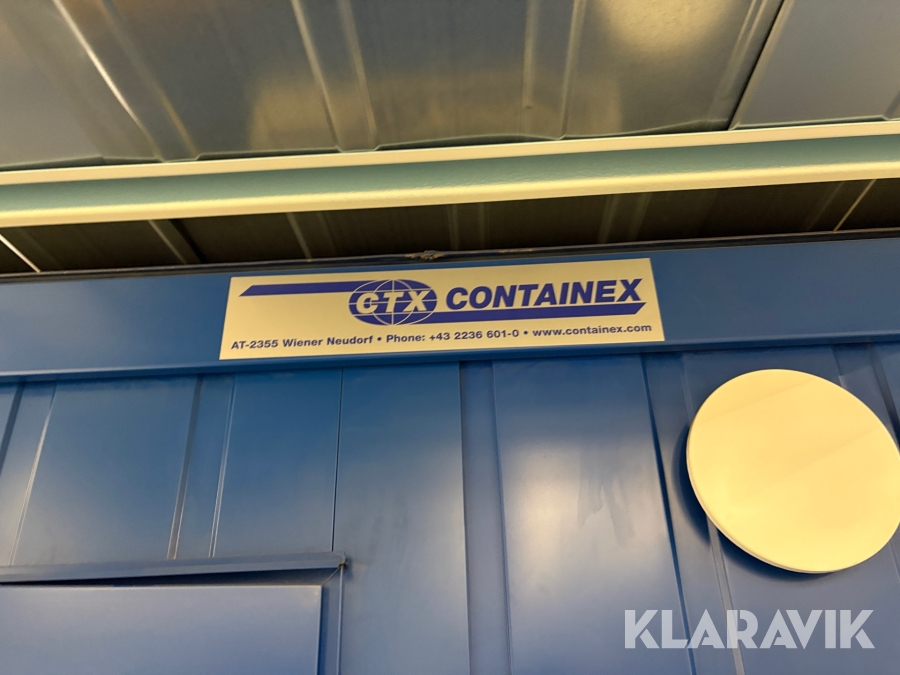 CTX CONTAINEX
AT-2355 Wiener Neudorf • Phone: +43 2236 601-0 • www.containex.com
KLARAVIK